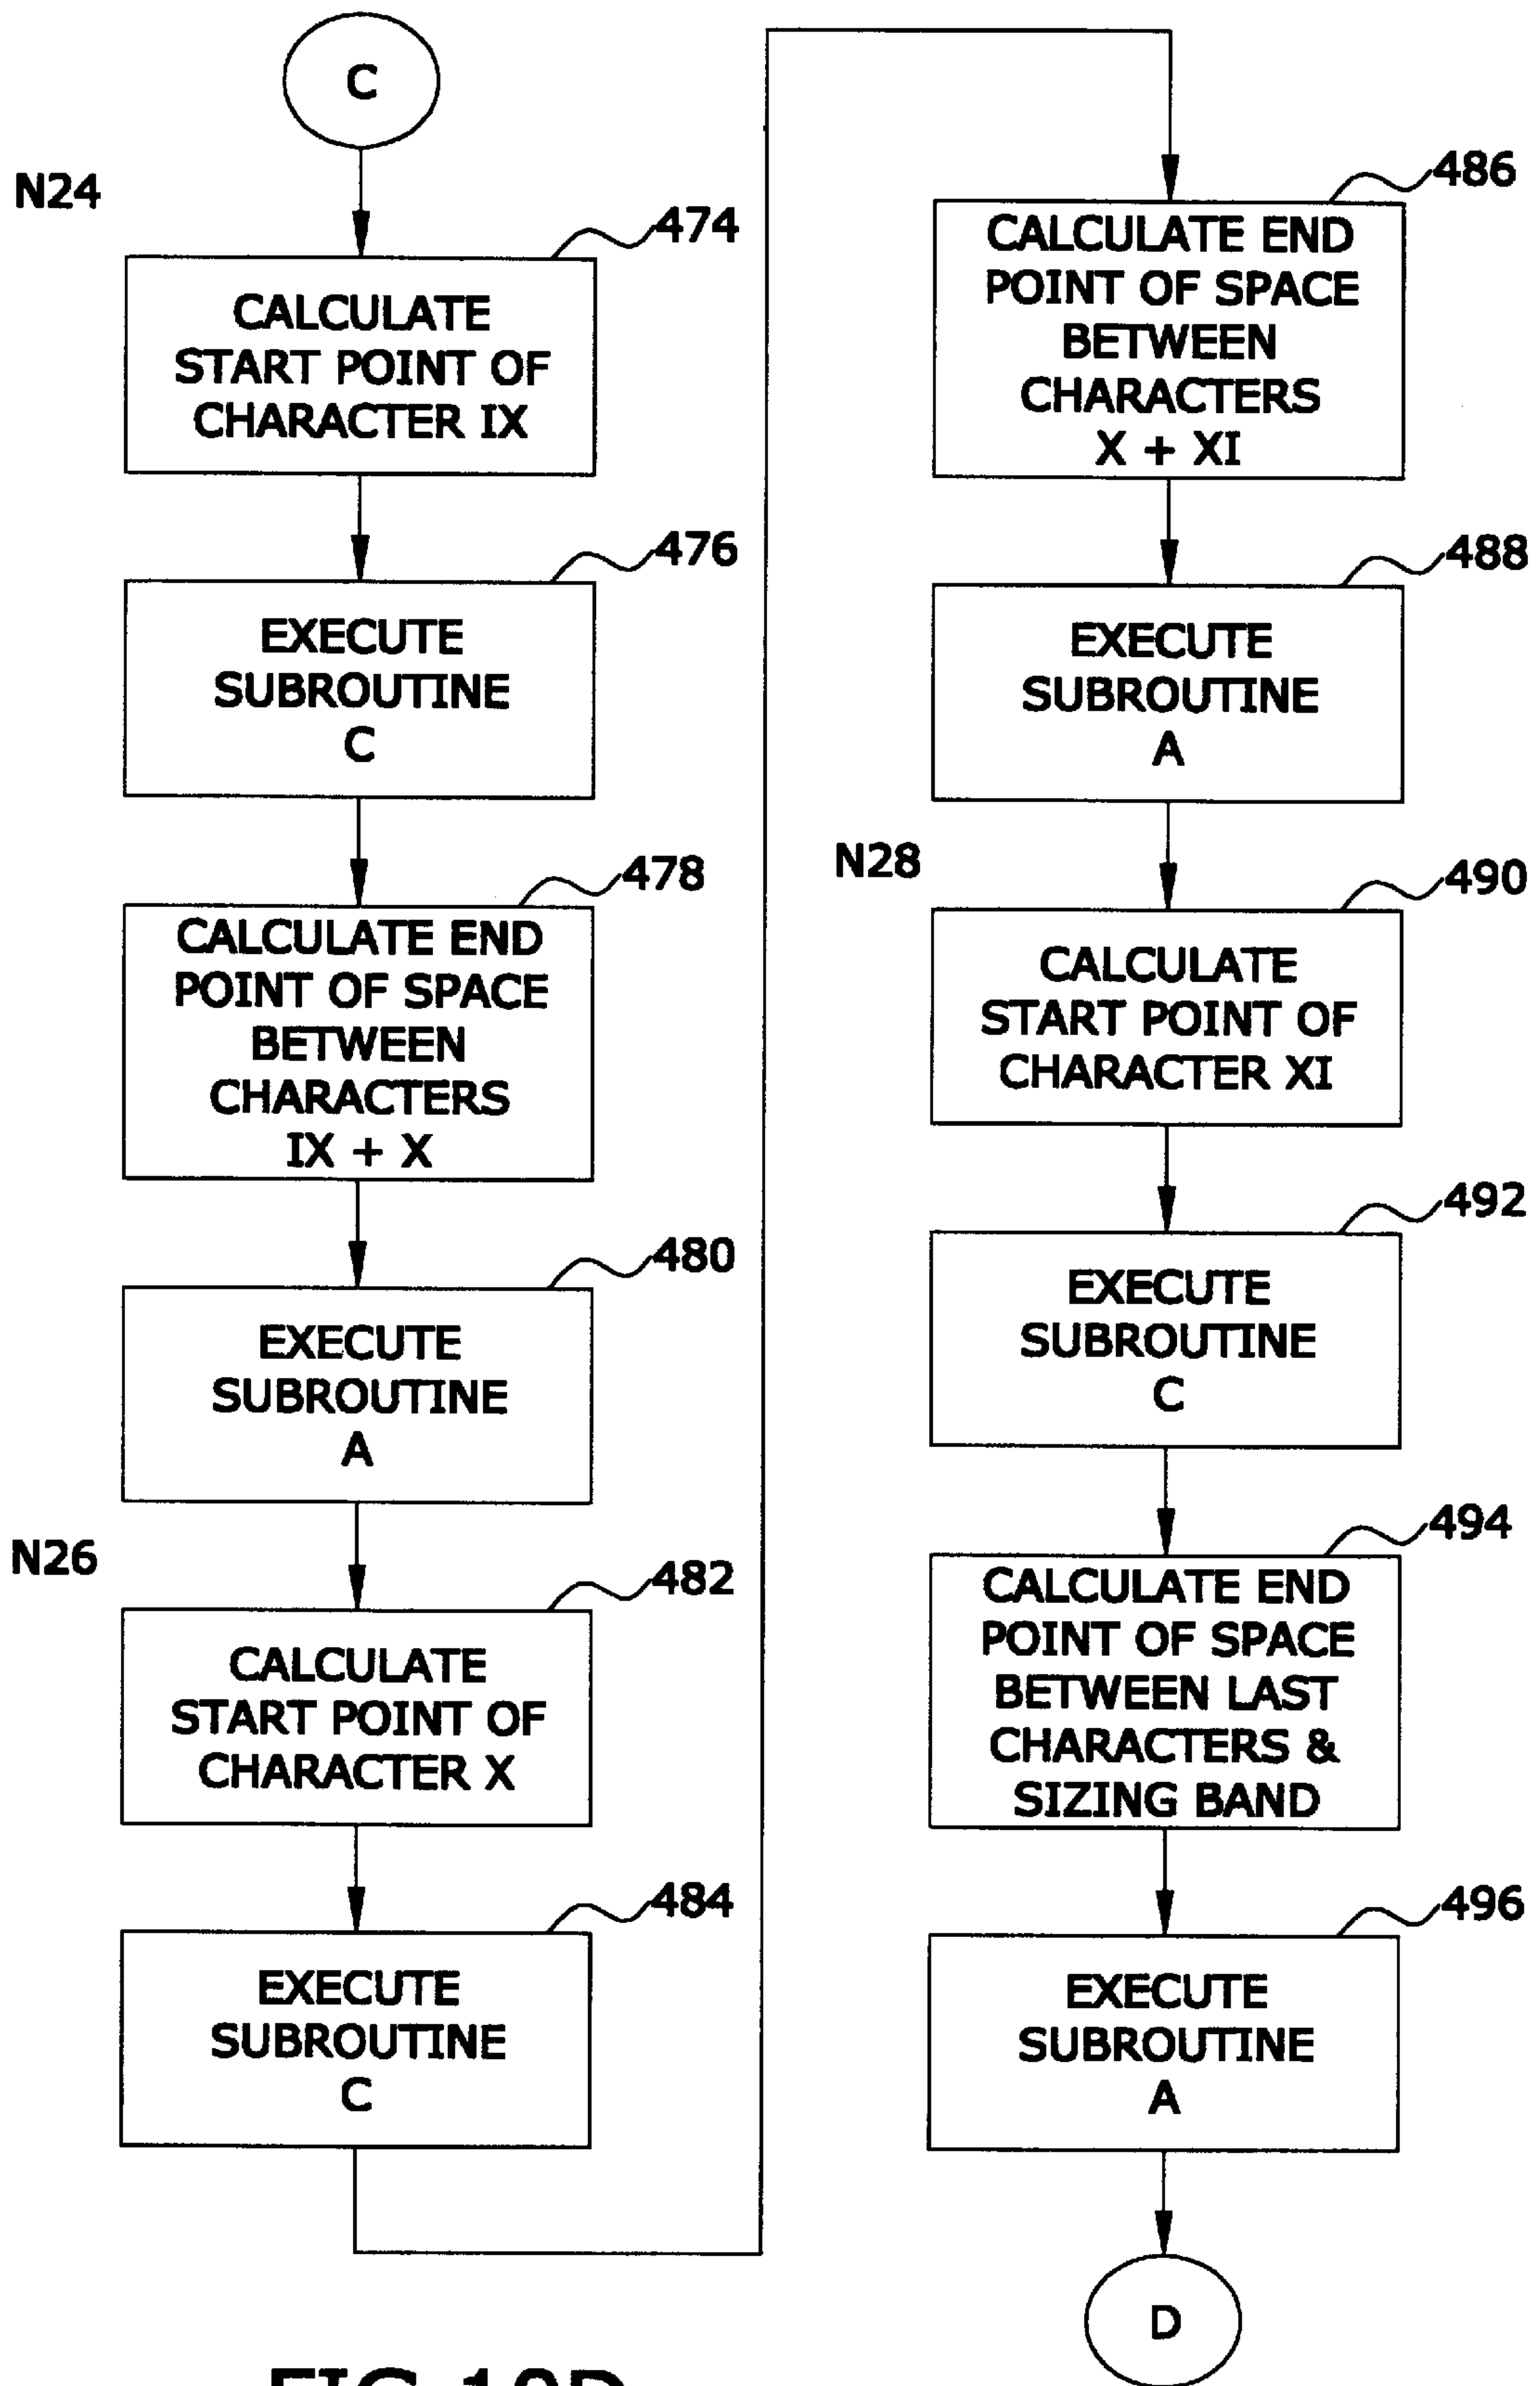 C
N24
474
CALCULATE
START POINT OF
CHARACTER IX
476
EXECUTE
SUBROUTINE
C
478
CALCULATE END
POINT OF SPACE
BETWEEN
CHARACTERS
IX + X
480
EXECUTE
SUBROUTINE
A
N26
482
CALCULATE
START POINT OF
CHARACTER X
484
EXECUTE
SUBROUTINE
C
486
CALCULATE END
POINT OF SPACE
BETWEEN
CHARACTERS
X + XI
488
EXECUTE
SUBROUTINE
A
N28
490
CALCULATE
START POINT OF
CHARACTER XI
492
EXECUTE
SUBROUTINE
C
494
CALCULATE END
POINT OF SPACE
BETWEEN LAST
CHARACTERS &
SIZING BAND
496
EXECUTE
SUBROUTINE
A
D